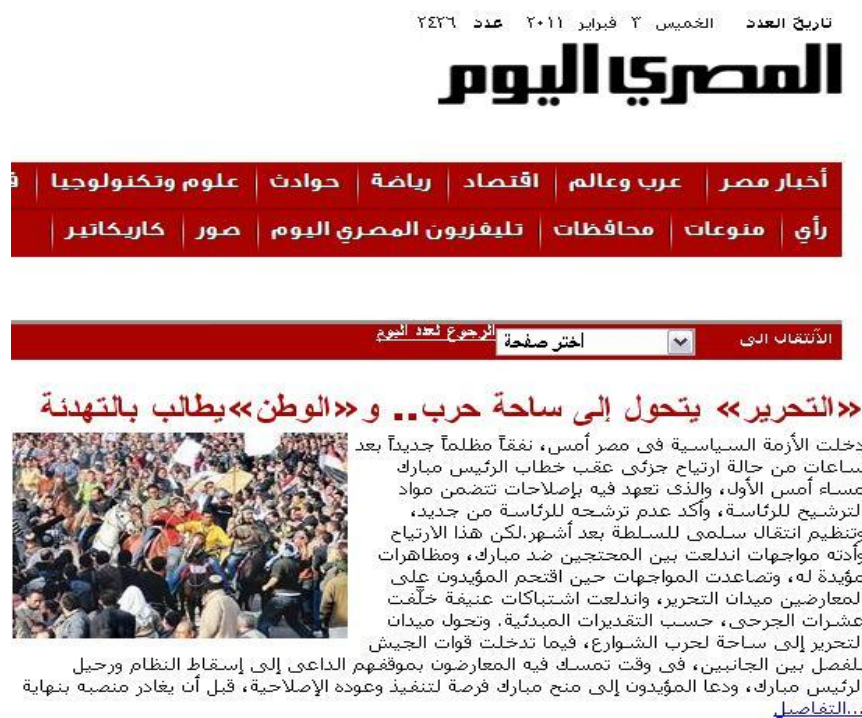 تاريخ العدد الخميس ٣ فبراير ٢٠١١ عدد ٢٤٢٦
المصري اليوم
أخبار مصر | عرب وعالم | اقتصاد | رياضة | حوادث | علوم وتكنولوجيا
رأي | منوعات | محافظات | تليفزيون المصري اليوم | صور | كاريكاتير |
الأنتقال الى اختر صفحة الرجوع لعدد اليوم
«التحرير» يتحول إلى ساحة حرب.. و«الوطن»يطالب بالتهدئة
دخلت الأزمة السياسية فى مصر أمس، نفقاً مظلماً جديداً بعد
ساعات من حالة ارتياح جزئى عقب خطاب الرئيس مبارك
مساء أمس الأول، والذى تعهد فيه بإصلاحات تتضمن مواد
الترشيح للرئاسة، وأكد عدم ترشحه للرئاسة من جديد،
وتنظيم انتقال سلمى للسلطة بعد أشهر.لكن هذا الارتياح
وأدته مواجهات اندلعت بين المحتجين ضد مبارك، ومظاهرات
مؤيدة له، وتصاعدت المواجهات حين اقتحم المؤيدون على
المعارضين ميدان التحرير، واندلعت اشتباكات عنيفة خلّفت
عشرات الجرحى، حسب التقديرات المبدئية. وتحول ميدان
التحرير إلى ساحة لحرب الشوارع، فيما تدخلت قوات الجيش
للفصل بين الجانبين، فى وقت تمسك فيه المعارضون بموقفهم الداعى إلى إسقاط النظام ورحيل
الرئيس مبارك، ودعا المؤيدون إلى منح مبارك فرصة لتنفيذ وعوده الإصلاحية، قبل أن يغادر منصبه بنهاية
...التفاصيل